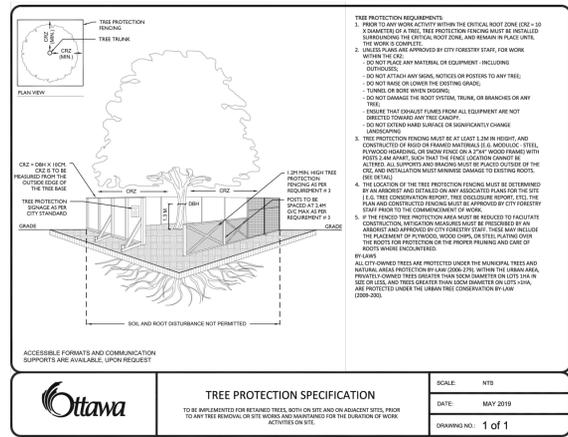 TREE PROTECTION
FENCING
TREE TRUNK
CRZ
(MIN.)
CRZ
(MIN.)
PLAN VIEW
CRZ = DBH X 10CM.
CRZ IS TO BE
MEASURED FROM THE
OUTSIDE EDGE OF
THE TREE BASE
CRZ
CRZ
DBH
1.3 M
1.2M MIN. HIGH TREE
PROTECTION
FENCING AS PER
REQUIREMENT # 3
TREE PROTECTION
SIGNAGE AS PER
CITY STANDARD
POSTS TO BE
SPACED AT 2.4M
O/C MAX AS PER
REQUIREMENT # 3
GRADE
GRADE
SOIL AND ROOT DISTURBANCE NOT PERMITTED
ACCESSIBLE FORMATS AND COMMUNICATION
SUPPORTS ARE AVAILABLE, UPON REQUEST
TREE PROTECTION REQUIREMENTS:
1. PRIOR TO ANY WORK ACTIVITY WITHIN THE CRITICAL ROOT ZONE (CRZ = 10
X DIAMETER) OF A TREE, TREE PROTECTION FENCING MUST BE INSTALLED
SURROUNDING THE CRITICAL ROOT ZONE, AND REMAIN IN PLACE UNTIL
THE WORK IS COMPLETE.
2. UNLESS PLANS ARE APPROVED BY CITY FORESTRY STAFF, FOR WORK
WITHIN THE CRZ:
- DO NOT PLACE ANY MATERIAL OR EQUIPMENT - INCLUDING
OUTHOUSES;
- DO NOT ATTACH ANY SIGNS, NOTICES OR POSTERS TO ANY TREE;
- DO NOT RAISE OR LOWER THE EXISTING GRADE;
- TUNNEL OR BORE WHEN DIGGING;
- DO NOT DAMAGE THE ROOT SYSTEM, TRUNK, OR BRANCHES OR ANY
TREE;
- ENSURE THAT EXHAUST FUMES FROM ALL EQUIPMENT ARE NOT
DIRECTED TOWARD ANY TREE CANOPY.
- DO NOT EXTEND HARD SURFACE OR SIGNIFICANTLY CHANGE
LANDSCAPING
3. TREE PROTECTION FENCING MUST BE AT LEAST 1.2M IN HEIGHT, AND
CONSTRUCTED OF RIGID OR FRAMED MATERIALS (E.G. MODULOC - STEEL,
PLYWOOD HOARDING, OR SNOW FENCE ON A 2"X4" WOOD FRAME) WITH
POSTS 2.4M APART, SUCH THAT THE FENCE LOCATION CANNOT BE
ALTERED. ALL SUPPORTS AND BRACING MUST BE PLACED OUTSIDE OF THE
CRZ, AND INSTALLATION MUST MINIMISE DAMAGE TO EXISTING ROOTS.
(SEE DETAIL)
4. THE LOCATION OF THE TREE PROTECTION FENCING MUST BE DETERMINED
BY AN ARBORIST AND DETAILED ON ANY ASSOCIATED PLANS FOR THE SITE
( E.G. TREE CONSERVATION REPORT, TREE DISCLOSURE REPORT, ETC). THE
PLAN AND CONSTRUCTED FENCING MUST BE APPROVED BY CITY FORESTRY
STAFF PRIOR TO THE COMMENCEMENT OF WORK.
5. IF THE FENCED TREE PROTECTION AREA MUST BE REDUCED TO FACILITATE
CONSTRUCTION, MITIGATION MEASURES MUST BE PRESCRIBED BY AN
ARBORIST AND APPROVED BY CITY FORESTRY STAFF. THESE MAY INCLUDE
THE PLACEMENT OF PLYWOOD, WOOD CHIPS, OR STEEL PLATING OVER
THE ROOTS FOR PROTECTION OR THE PROPER PRUNING AND CARE OF
ROOTS WHERE ENCOUNTERED.
BY-LAWS
ALL CITY-OWNED TREES ARE PROTECTED UNDER THE MUNICIPAL TREES AND
NATURAL AREAS PROTECTION BY-LAW (2006-279). WITHIN THE URBAN AREA,
PRIVATELY-OWNED TREES GREATER THAN 50CM DIAMETER ON LOTS 1HA IN
SIZE OR LESS, AND TREES GREATER THAN 10CM DIAMETER ON LOTS >1HA,
ARE PROTECTED UNDER THE URBAN TREE CONSERVATION BY-LAW
(2009-200).
Ottawa
TREE PROTECTION SPECIFICATION
TO BE IMPLEMENTED FOR RETAINED TREES, BOTH ON SITE AND ON ADJACENT SITES, PRIOR
TO ANY TREE REMOVAL OR SITE WORKS AND MAINTAINED FOR THE DURATION OF WORK
ACTIVITIES ON SITE.
SCALE: NTS
DATE: MAY 2019
DRAWING NO.: 1 of 1